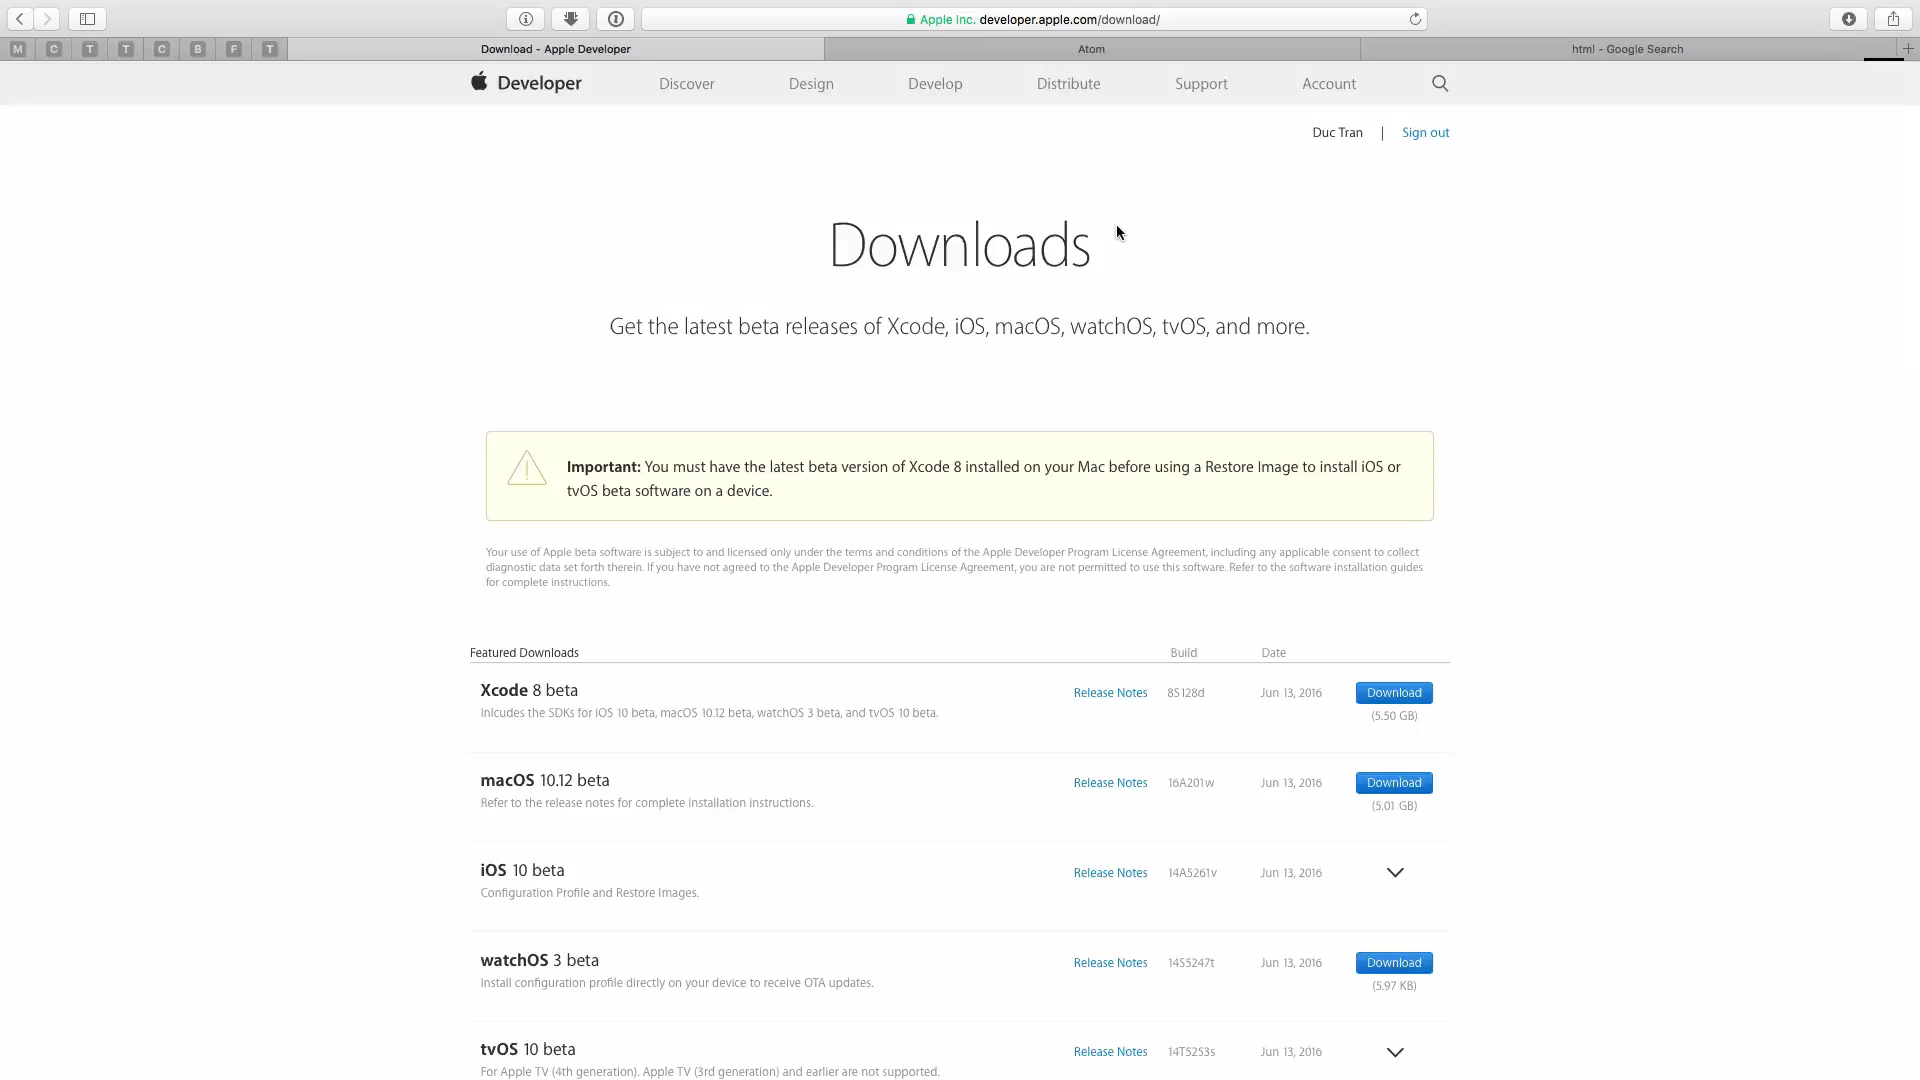 Apple Inc. developer.apple.com/download/
M C T T C B F T Download - Apple Developer Atom html - Google Search
Developer Discover Design Develop Distribute Support Account
Duc Tran | Sign out
Downloads
Get the latest beta releases of Xcode, iOS, macOS, watchOS, tvOS, and more.
Important: You must have the latest beta version of Xcode 8 installed on your Mac before using a Restore Image to install iOS or
tvOS beta software on a device.
Your use of Apple beta software is subject to and licensed only under the terms and conditions of the Apple Developer Program License Agreement, including any applicable consent to collect
diagnostic data set forth therein. If you have not agreed to the Apple Developer Program License Agreement, you are not permitted to use this software. Refer to the software installation guides
for complete instructions.
Featured Downloads Build Date
Xcode 8 beta Release Notes 8S128d Jun 13, 2016 Download
Inlcudes the SDKs for iOS 10 beta, macOS 10.12 beta, watchOS 3 beta, and tvOS 10 beta. (5.50 GB)
macOS 10.12 beta Release Notes 16A201w Jun 13, 2016 Download
Refer to the release notes for complete installation instructions. (5.01 GB)
iOS 10 beta Release Notes 14A5261v Jun 13, 2016
Configuration Profile and Restore Images.
watchOS 3 beta Release Notes 14S5247t Jun 13, 2016 Download
Install configuration profile directly on your device to receive OTA updates. (5.97 KB)
tvOS 10 beta Release Notes 14T5253s Jun 13, 2016
For Apple TV (4th generation). Apple TV (3rd generation) and earlier are not supported.